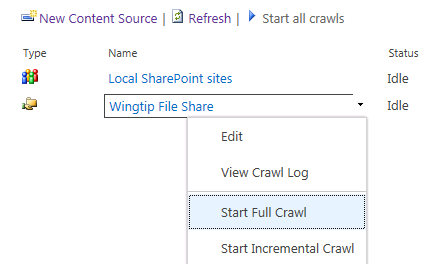 New Content Source | Refresh | Start all crawls
Type Name Status
Local SharePoint sites Idle
Wingtip File Share Idle
Edit
View Crawl Log
Start Full Crawl
Start Incremental Crawl